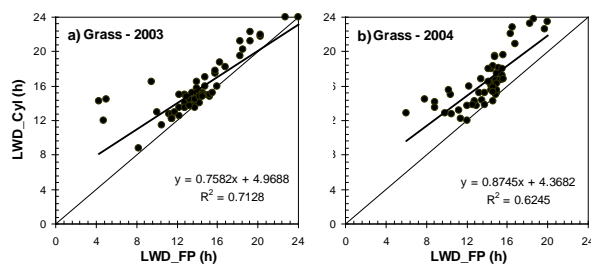 a) Grass - 2003
LWD_Cyl (h)
24
20
16
12
8
4
0
y = 0.7582x + 4.9688
R² = 0.7128
0 4 8 12 16 20 24
LWD_FP (h)
b) Grass - 2004
24
20
16
12
8
4
0
y = 0.8745x + 4.3682
R² = 0.6245
0 4 8 12 16 20 24
LWD_FP (h)